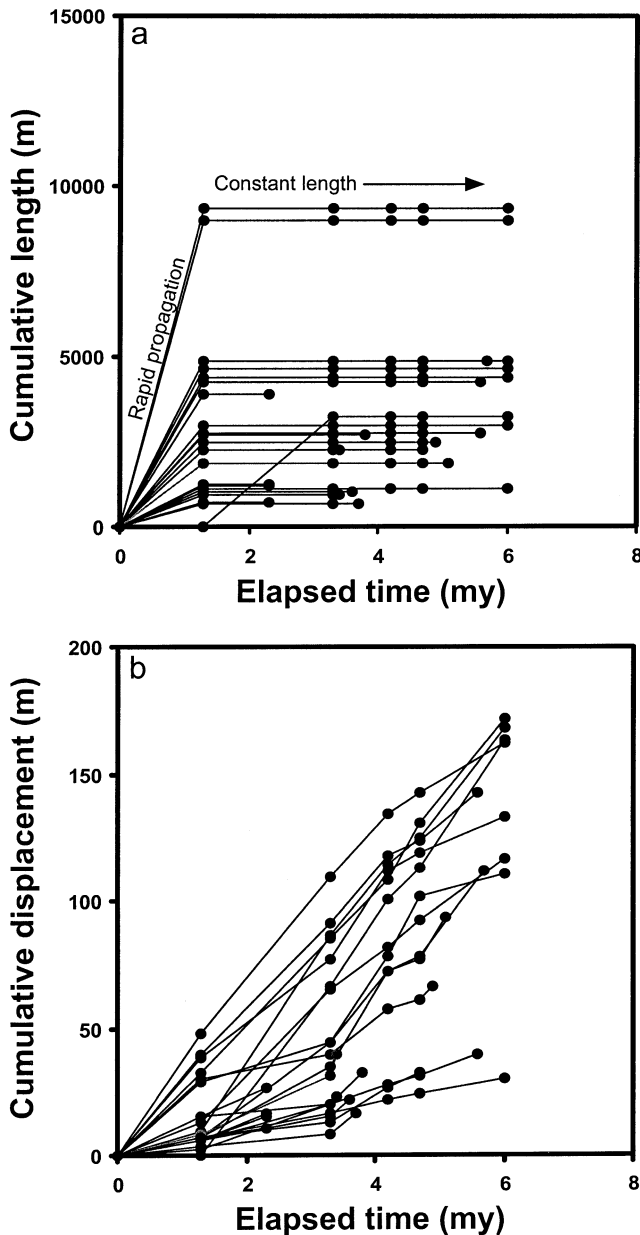 a
15000
10000
5000
0
Cumulative length (m)
Constant length
Rapid propagation
0 2 4 6 8
Elapsed time (my)
b
200
150
100
50
0
Cumulative displacement (m)
0 2 4 6 8
Elapsed time (my)